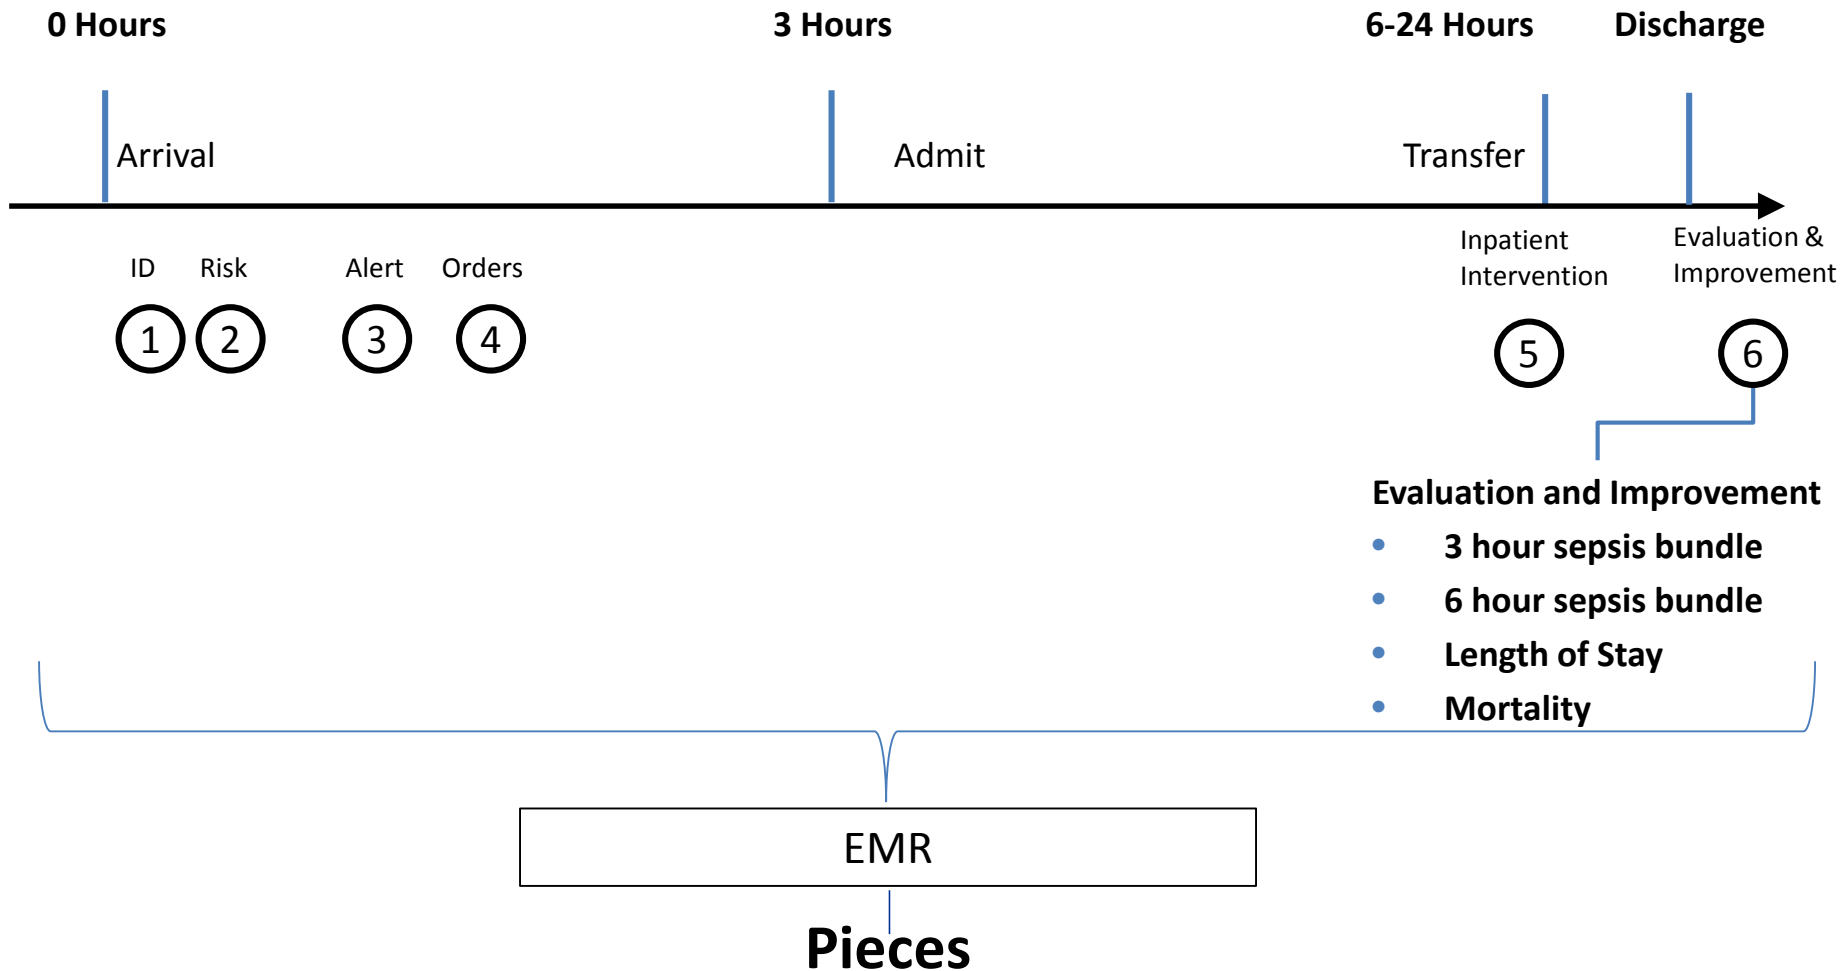 0 Hours
3 Hours
6-24 Hours
Discharge
Arrival
Admit
Transfer
ID
Risk
Alert
Orders
Inpatient
Intervention
Evaluation &
Improvement
1
2
3
4
5
6
Evaluation and Improvement
• 3 hour sepsis bundle
• 6 hour sepsis bundle
• Length of Stay
• Mortality
EMR
Pieces